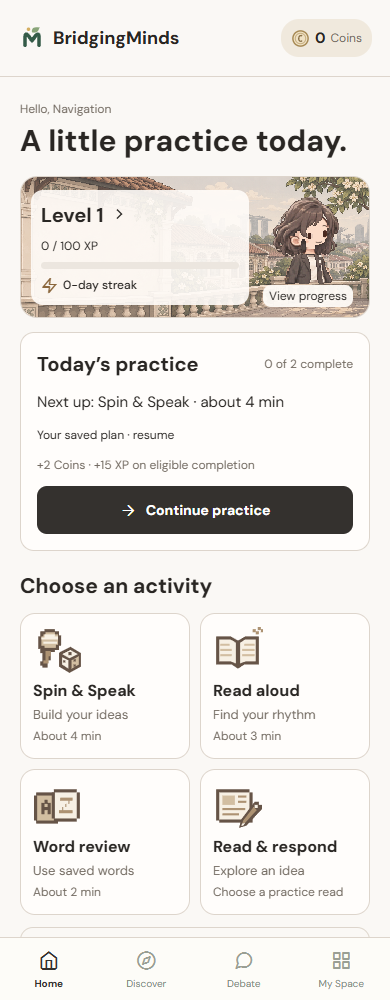 BridgingMinds
0 Coins
Hello, Navigation
A little practice today.
Level 1
0 / 100 XP
0-day streak
View progress
Today’s practice
0 of 2 complete
Next up: Spin & Speak · about 4 min
Your saved plan · resume
+2 Coins · +15 XP on eligible completion
Continue practice
Choose an activity
Spin & Speak
Build your ideas
About 4 min
Read aloud
Find your rhythm
About 3 min
Word review
Use saved words
About 2 min
Read & respond
Explore an idea
Choose a practice read
Home
Discover
Debate
My Space